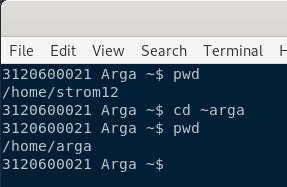 File Edit View Search Terminal
3120600021 Arga ~$ pwd
/home/strom12
3120600021 Arga ~$ cd ~arga
3120600021 Arga ~$ pwd
/home/arga
3120600021 Arga ~$